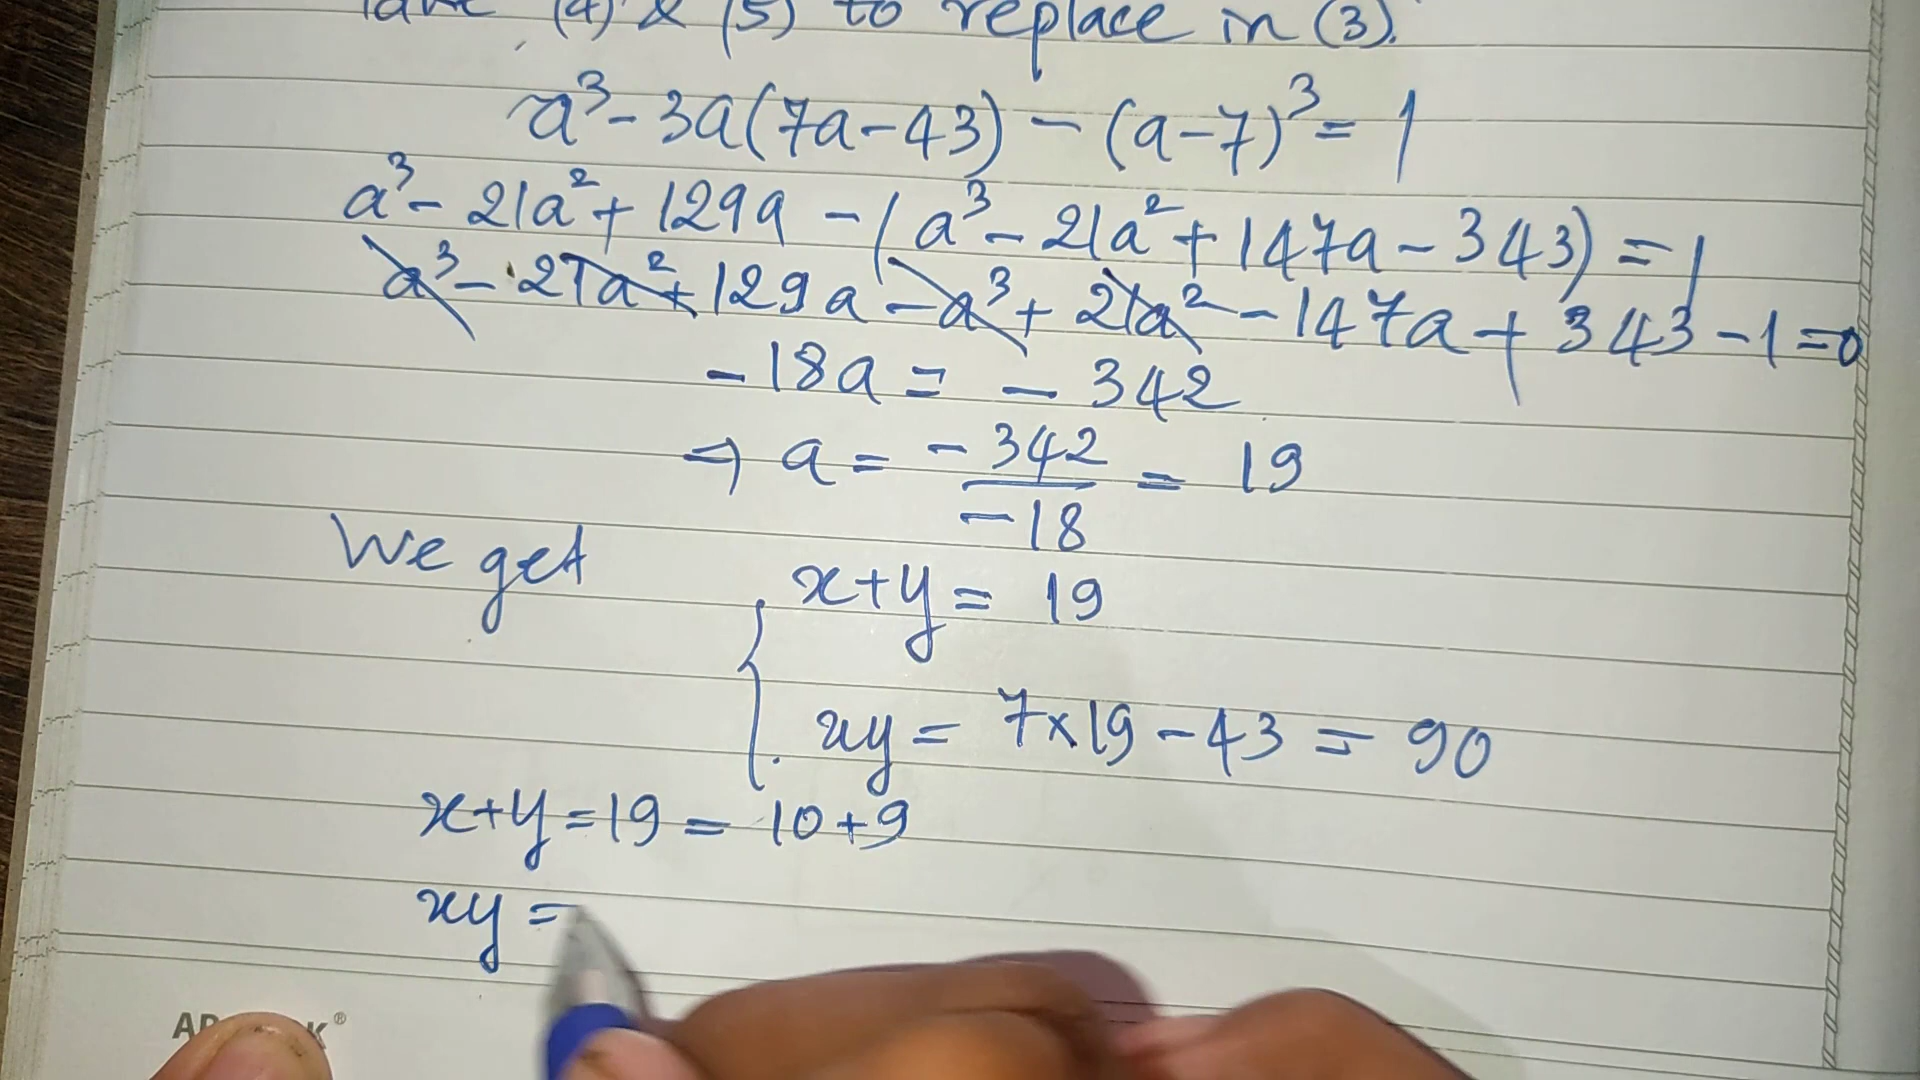 Take (4) & (5) to replace in (3).
a³ - 3a(7a-43) - (a-7)³ = 1
a³ - 21a² + 129a - (a³ - 21a² + 147a - 343) = 1
a³ - 21a² + 129a - a³ + 21a² - 147a + 343 - 1 = 0
-18a = - 342
⇒ a = -342/-18 = 19
We get
x+y = 19
xy = 7×19 - 43 = 90
x+y = 19 = 10+9
xy =